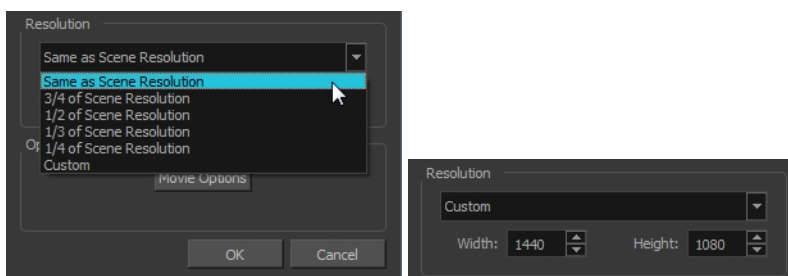 Resolution
Same as Scene Resolution
Same as Scene Resolution
3/4 of Scene Resolution
1/2 of Scene Resolution
1/3 of Scene Resolution
1/4 of Scene Resolution
Custom
Op
Movie Options
OK Cancel
Resolution
Custom
Width: 1440 Height: 1080